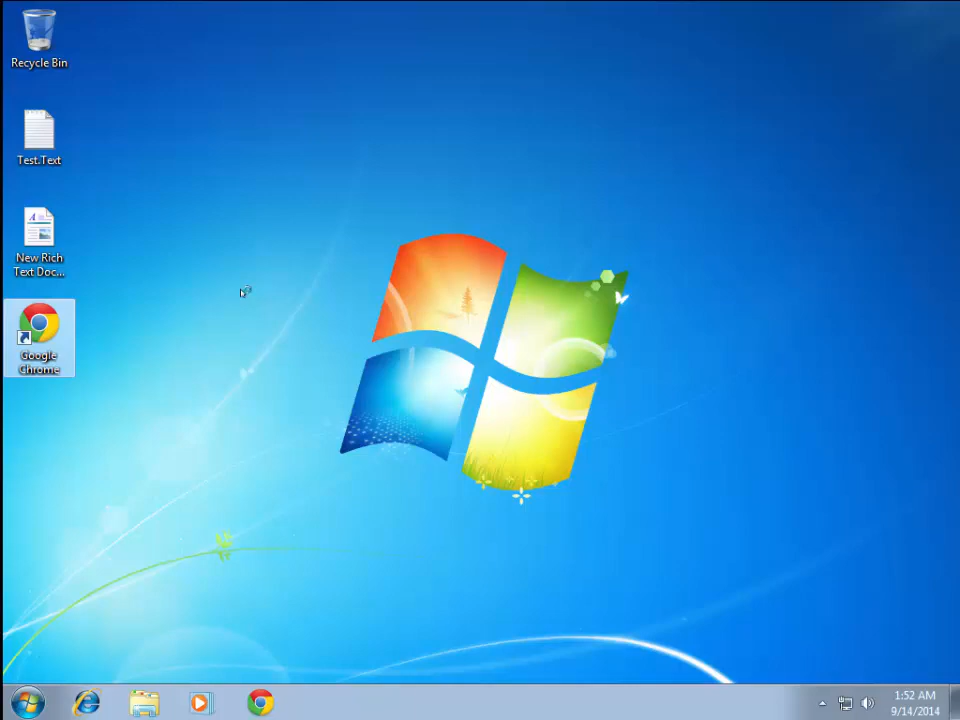 Recycle Bin
Test.Text
New Rich
Text Doc...
Google
Chrome
1:52 AM
9/14/2014